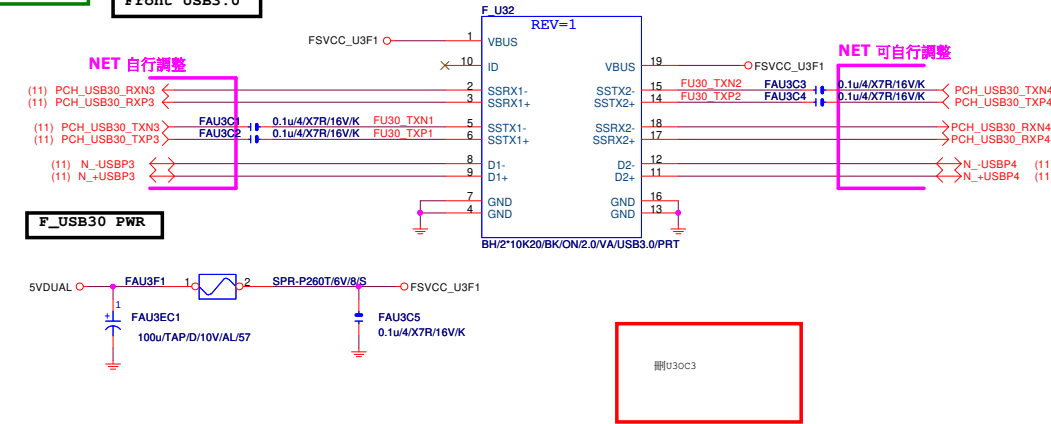 Front USB3.0
F_U32
REV=1
FSVCC_U3F1
1
VBUS
10
ID
VBUS
19
FSVCC_U3F1
NET 自行調整
NET 可自行調整
(11) PCH_USB30_RXN3
2
SSRX1-
(11) PCH_USB30_RXP3
3
SSRX1+
SSTX2-
15
FU30_TXN2
FAU3C3
0.1u/4/X7R/16V/K
PCH_USB30_TXN4
SSTX2+
14
FU30_TXP2
FAU3C4
0.1u/4/X7R/16V/K
PCH_USB30_TXP4
(11) PCH_USB30_TXN3
FAU3C1
0.1u/4/X7R/16V/K
FU30_TXN1
5
SSTX1-
(11) PCH_USB30_TXP3
FAU3C2
0.1u/4/X7R/16V/K
FU30_TXP1
6
SSTX1+
SSRX2-
18
PCH_USB30_RXN4
SSRX2+
17
PCH_USB30_RXP4
(11) N_-USBP3
8
D1-
(11) N_+USBP3
9
D1+
D2-
12
N_-USBP4 (11
D2+
11
N_+USBP4 (11
7
GND
4
GND
GND
16
GND
13
BH/2*10K20/BK/ON/2.0/VA/USB3.0/PRT
F_USB30 PWR
5VDUAL
FAU3F1
1
2
SPR-P260T/6V/8/S
FSVCC_U3F1
1
+
FAU3EC1
100u/TAP/D/10V/AL/57
FAU3C5
0.1u/4/X7R/16V/K
刪U3OC3